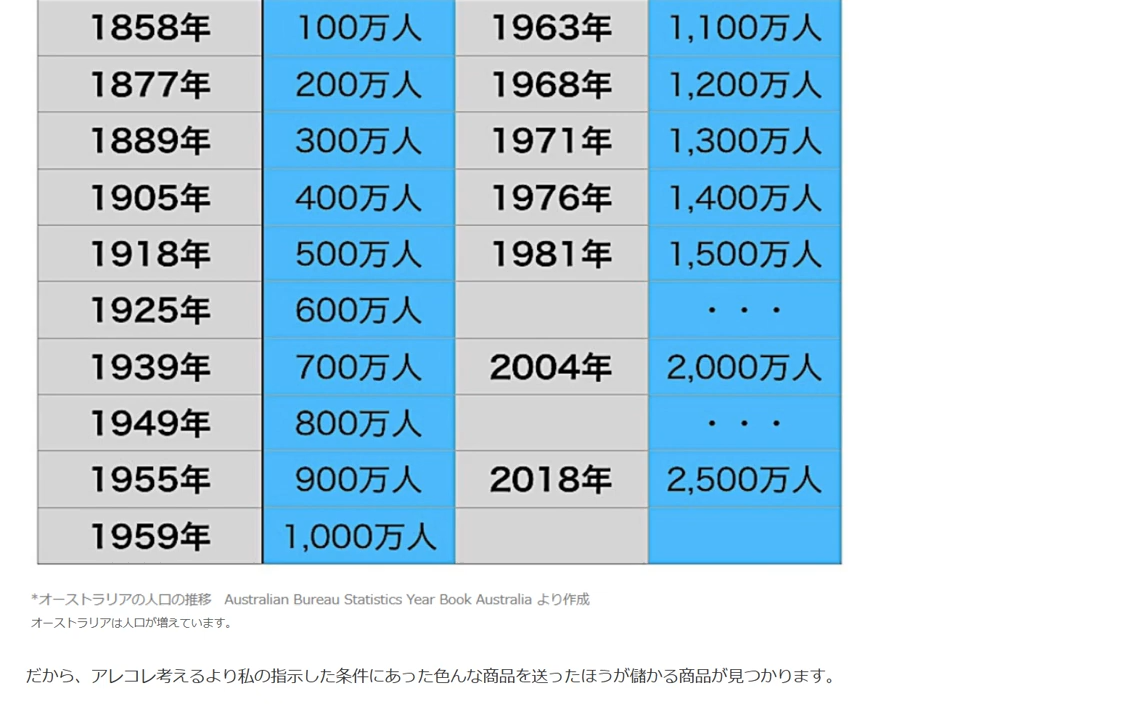 1858年 100万人 1963年 1,100万人
1877年 200万人 1968年 1,200万人
1889年 300万人 1971年 1,300万人
1905年 400万人 1976年 1,400万人
1918年 500万人 1981年 1,500万人
1925年 600万人 ・・・
1939年 700万人 2004年 2,000万人
1949年 800万人 ・・・
1955年 900万人 2018年 2,500万人
1959年 1,000万人
*オーストラリアの人口の推移　Australian Bureau Statistics Year Book Australia より作成
オーストラリアは人口が増えています。
だから、アレコレ考えるより私の指示した条件にあった色んな商品を送ったほうが儲かる商品が見つかります。